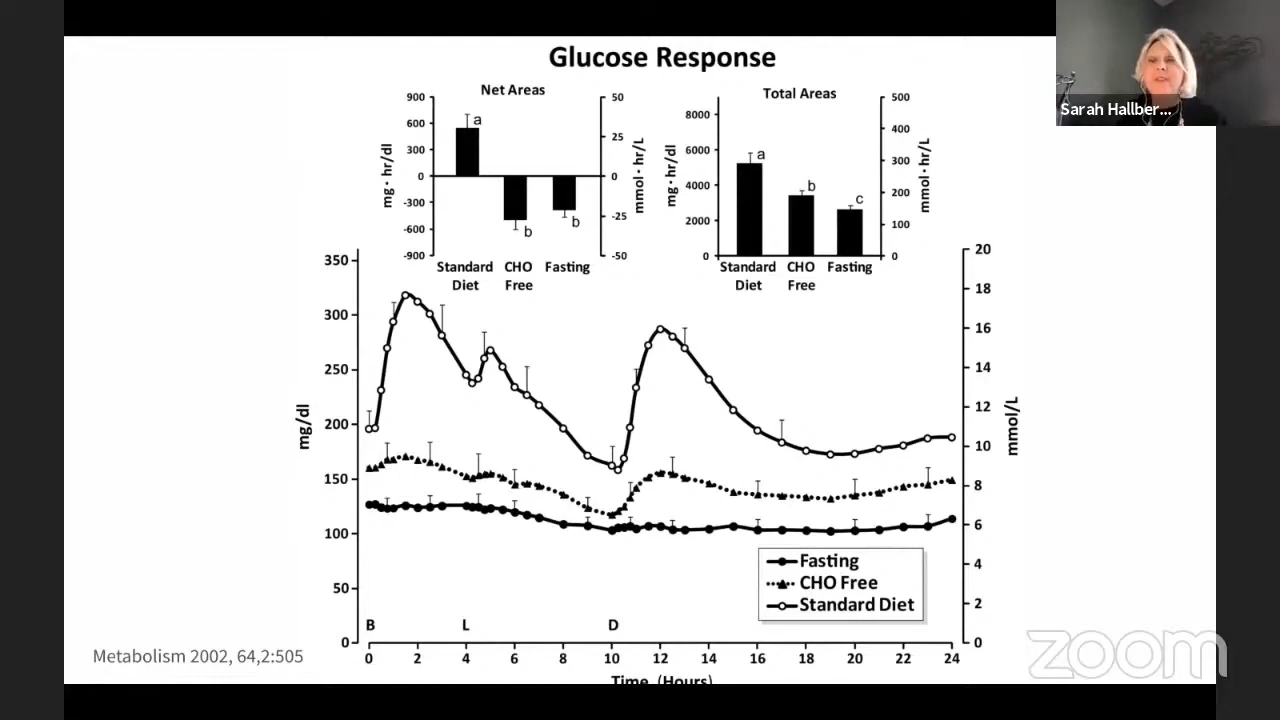 Glucose Response
Sarah Hallber...
Net Areas
900
600
300
0
-300
-600
-900
mg · hr/dl
50
25
0
-25
-50
mmol · hr/L
a
b
b
Standard Diet
CHO Free
Fasting
Total Areas
8000
6000
4000
2000
0
mg · hr/dl
500
400
300
200
100
0
mmol · hr/L
a
b
c
Standard Diet
CHO Free
Fasting
350
300
250
200
150
100
50
0
mg/dl
20
18
16
14
12
10
8
6
4
2
0
mmol/L
Fasting
CHO Free
Standard Diet
B L D
0 2 4 6 8 10 12 14 16 18 20 22 24
Time (Hours)
Metabolism 2002, 64,2:505
zoom